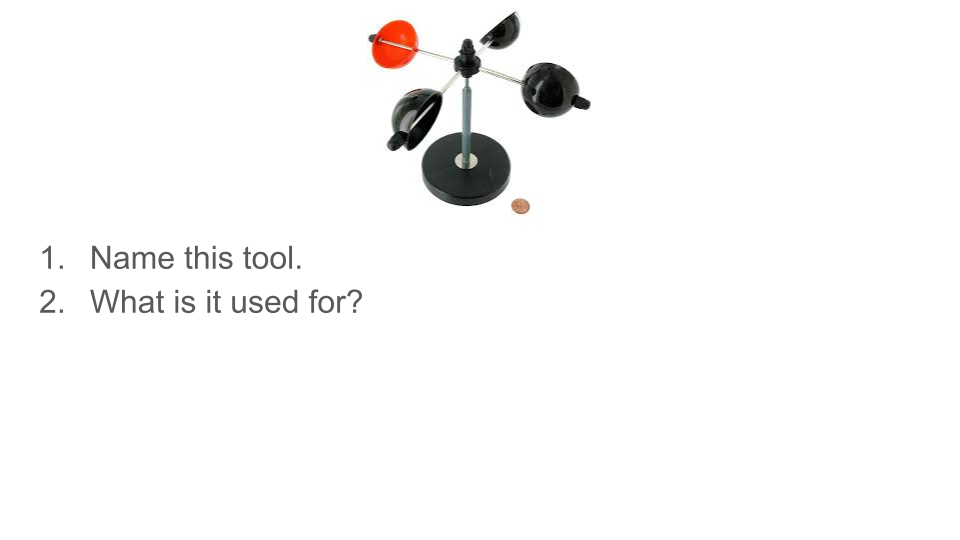 1. Name this tool.
2. What is it used for?